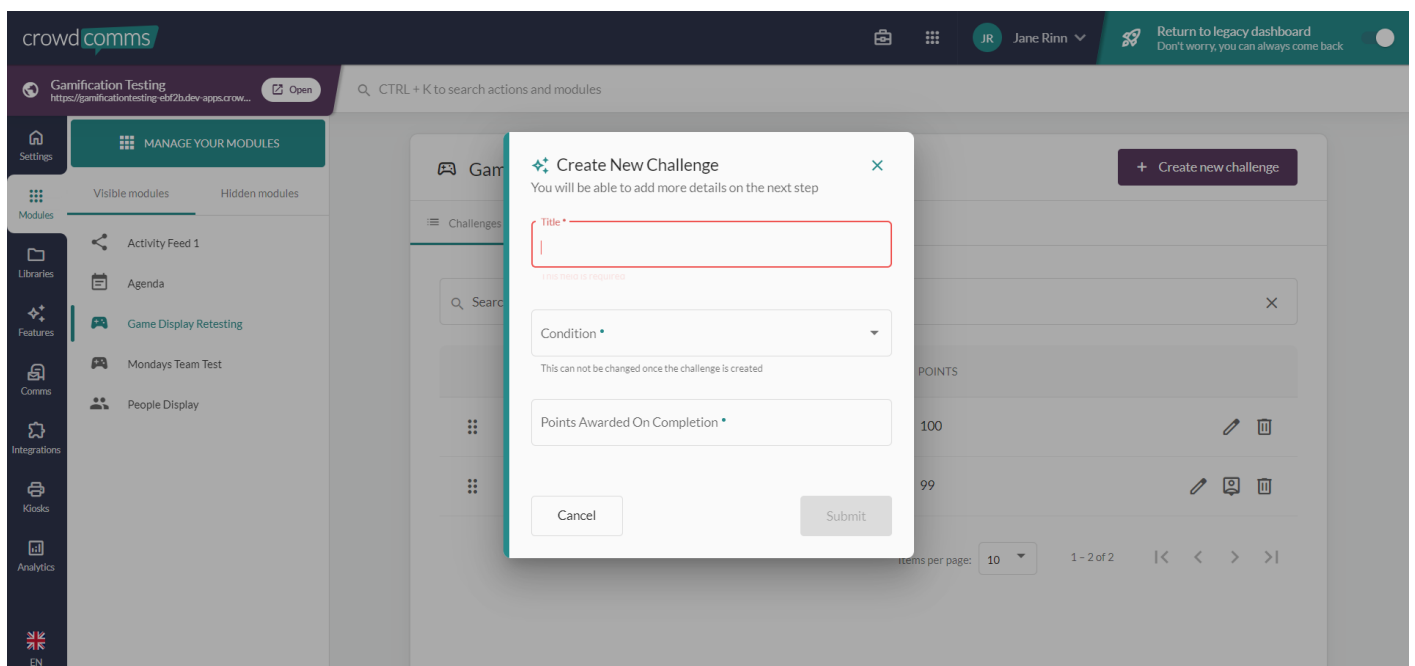 crowdcomms
JR Jane Rinn
Return to legacy dashboard
Don't worry, you can always come back
Gamification Testing
https://gamificationtesting-ebf2b.dev-apps.crow...
Open
CTRL + K to search actions and modules
Settings
Modules
Libraries
Features
Comms
Integrations
Kiosks
Analytics
EN
MANAGE YOUR MODULES
Visible modules Hidden modules
Activity Feed 1
Agenda
Game Display Retesting
Mondays Team Test
People Display
Gam
+ Create new challenge
Challenges
Searc
POINTS
100
99
Items per page: 10 1 – 2 of 2
Create New Challenge
You will be able to add more details on the next step
Title *
This field is required
Condition *
This can not be changed once the challenge is created
Points Awarded On Completion *
Cancel Submit